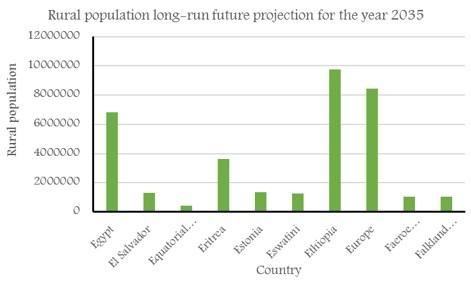 Rural population long-run future projection for the year 2035
12000000
10000000
8000000
6000000
4000000
2000000
0
Rural population
Egypt
El Salvador
Equatorial…
Eritrea
Estonia
Eswatini
Ethiopia
Europe
Faeroe…
Falkland…
Country